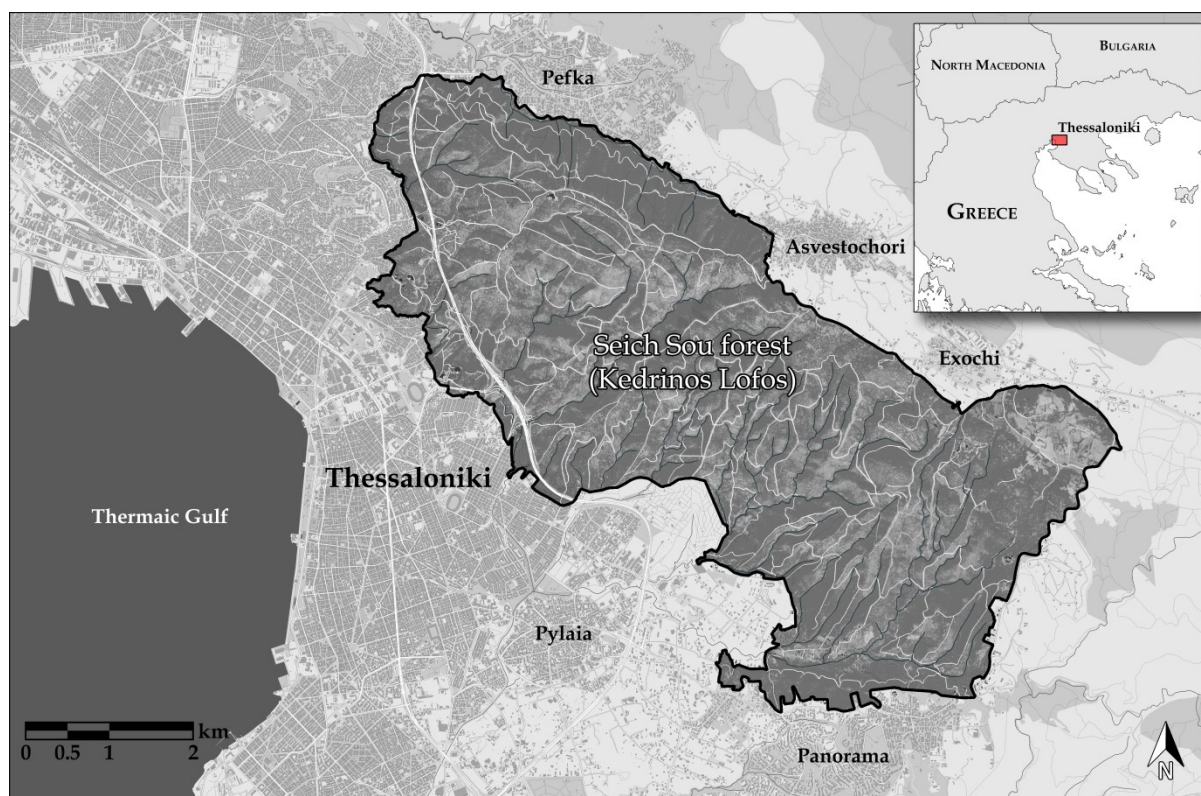 Pefka
BULGARIA
NORTH MACEDONIA
Thessaloniki
GREECE
Asvestochori
Seich Sou forest
(Kedrinos Lofos)
Exochi
Thessaloniki
Thermaic Gulf
Pylaia
km
0 0.5 1 2
Panorama
N